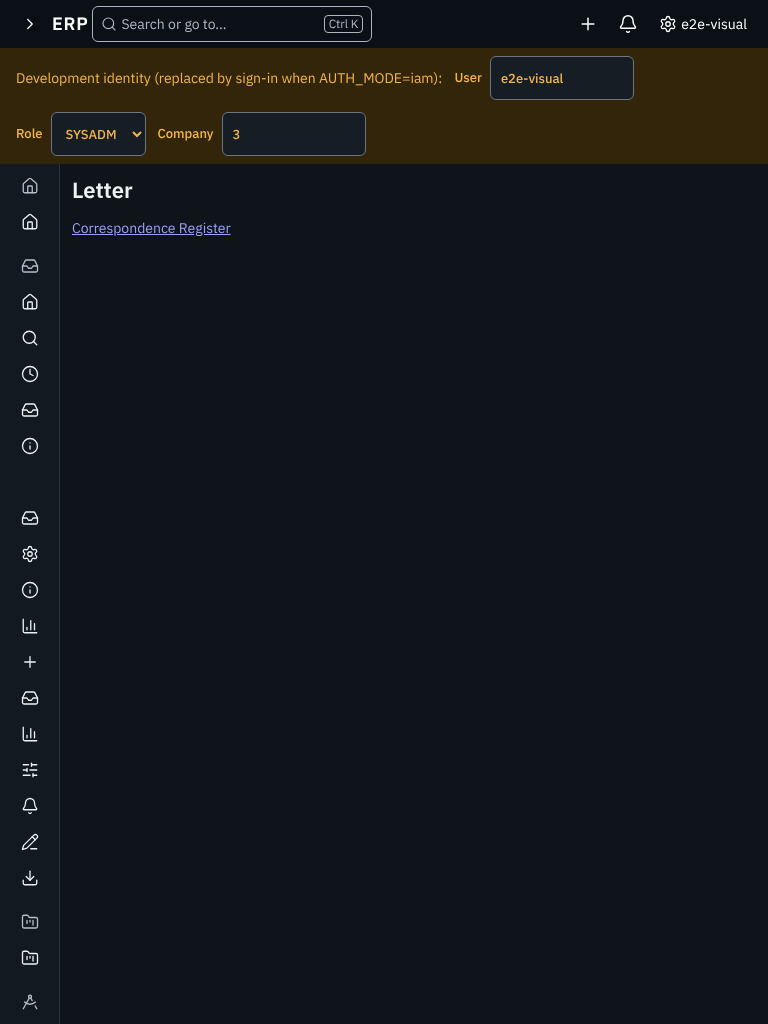 ERP Search or go to... Ctrl K e2e-visual
Development identity (replaced by sign-in when AUTH_MODE=iam): User e2e-visual
Role SYSADM Company 3
Letter
Correspondence Register